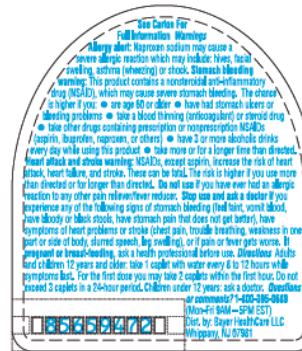 See Carton For
Full Information Warnings
Allergy alert: Naproxen sodium may cause a
severe allergic reaction which may include: hives, facial
swelling, asthma (wheezing) or shock. Stomach bleeding
warning: This product contains a nonsteroidal anti-inflammatory
drug (NSAID), which may cause severe stomach bleeding. The chance
is higher if you: ● are age 60 or older ● have had stomach ulcers or
bleeding problems ● take a blood thinning (anticoagulant) or steroid drug
● take other drugs containing prescription or nonprescription NSAIDs
(aspirin, ibuprofen, naproxen, or others) ● have 3 or more alcoholic drinks
every day while using this product ● take more or for a longer time than directed.
Heart attack and stroke warning: NSAIDs, except aspirin, increase the risk of heart
attack, heart failure, and stroke. These can be fatal. The risk is higher if you use more
than directed or for longer than directed. Do not use if you have ever had an allergic
reaction to any other pain reliever/fever reducer. Stop use and ask a doctor if you
experience any of the following signs of stomach bleeding (feel faint, vomit blood,
have bloody or black stools, have stomach pain that does not get better), have
symptoms of heart problems or stroke (chest pain, trouble breathing, weakness in one
part or side of body, slurred speech, leg swelling), or if pain or fever gets worse. If
pregnant or breast-feeding, ask a health professional before use. Directions Adults
and children 12 years and older: take 1 caplet with water every 8 to 12 hours while
symptoms last. For the first dose you may take 2 caplets within the first hour. Do not
exceed 3 caplets in a 24-hour period. Children under 12 years: ask a doctor. Questions
or comments? 1-800-395-0689
(Mon-Fri 9AM – 5PM EST)
Dist. by: Bayer HealthCare LLC
Whippany, NJ 07981
85659472